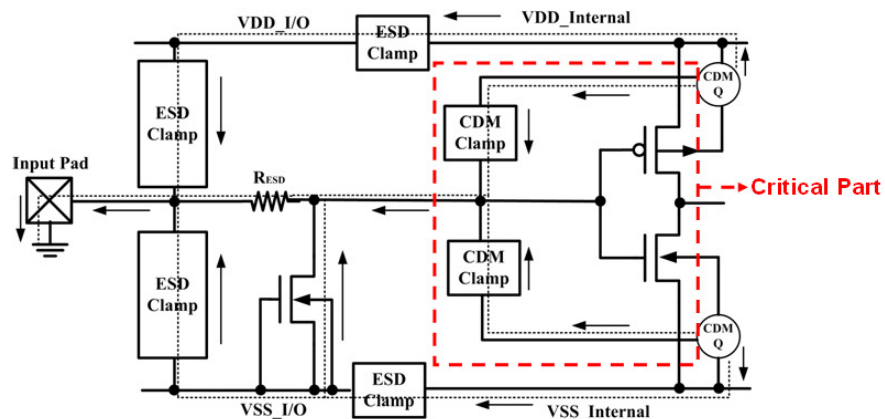 VDD_I/O
ESD
Clamp
VDD_Internal
ESD
Clamp
CDM
Q
CDM
Clamp
Input Pad
RESD
Critical Part
ESD
Clamp
CDM
Clamp
CDM
Q
ESD
Clamp
VSS_I/O
VSS_Internal